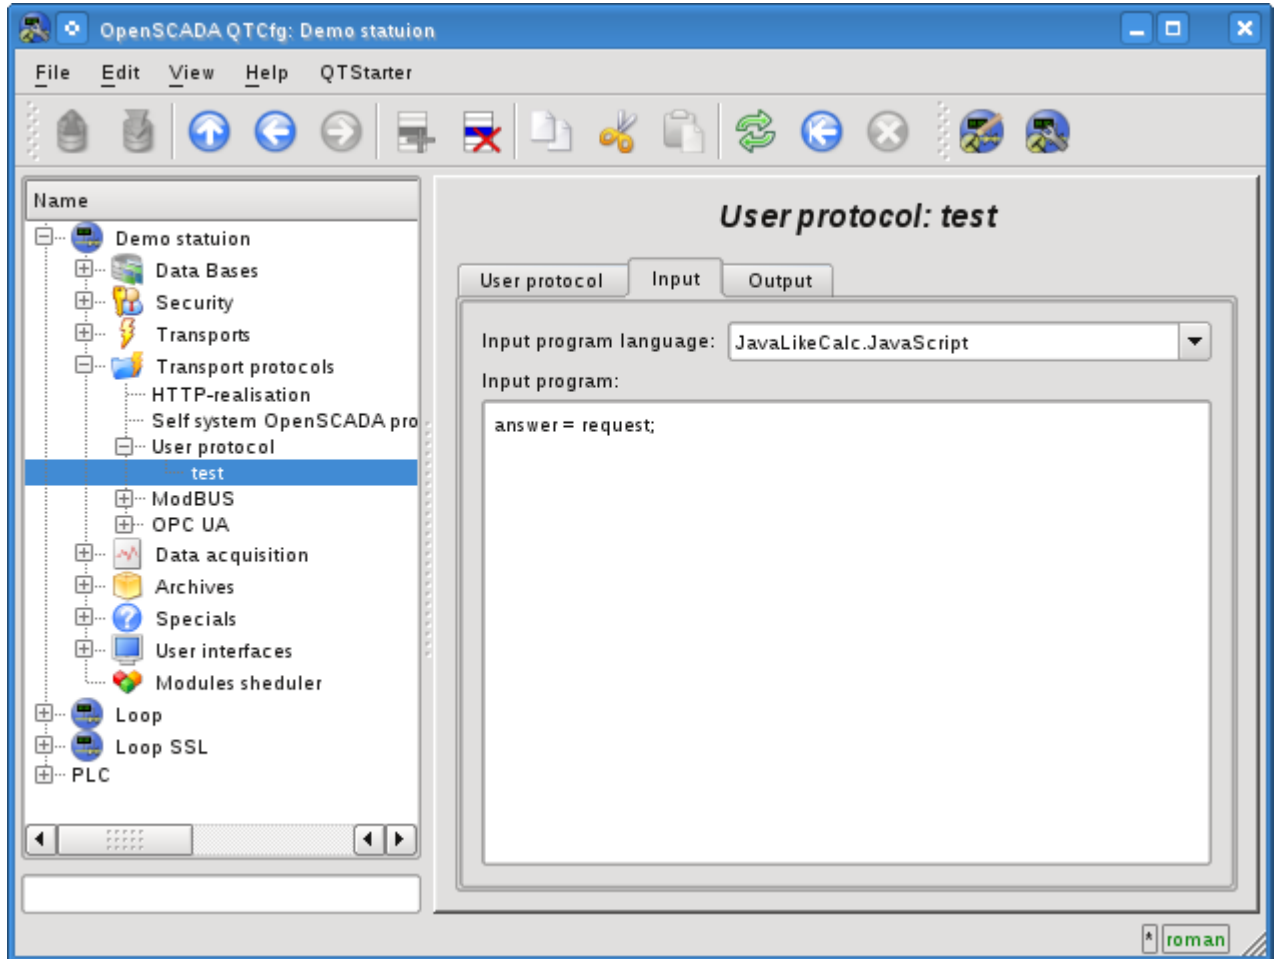 OpenSCADA QTCfg: Demo statuion
File Edit View Help QTStarter
Name
Demo statuion
Data Bases
Security
Transports
Transport protocols
HTTP-realisation
Self system OpenSCADA pro
User protocol
test
ModBUS
OPC UA
Data acquisition
Archives
Specials
User interfaces
Modules sheduler
Loop
Loop SSL
PLC
User protocol: test
User protocol Input Output
Input program language: JavaLikeCalc.JavaScript
Input program:
answer = request;
* roman